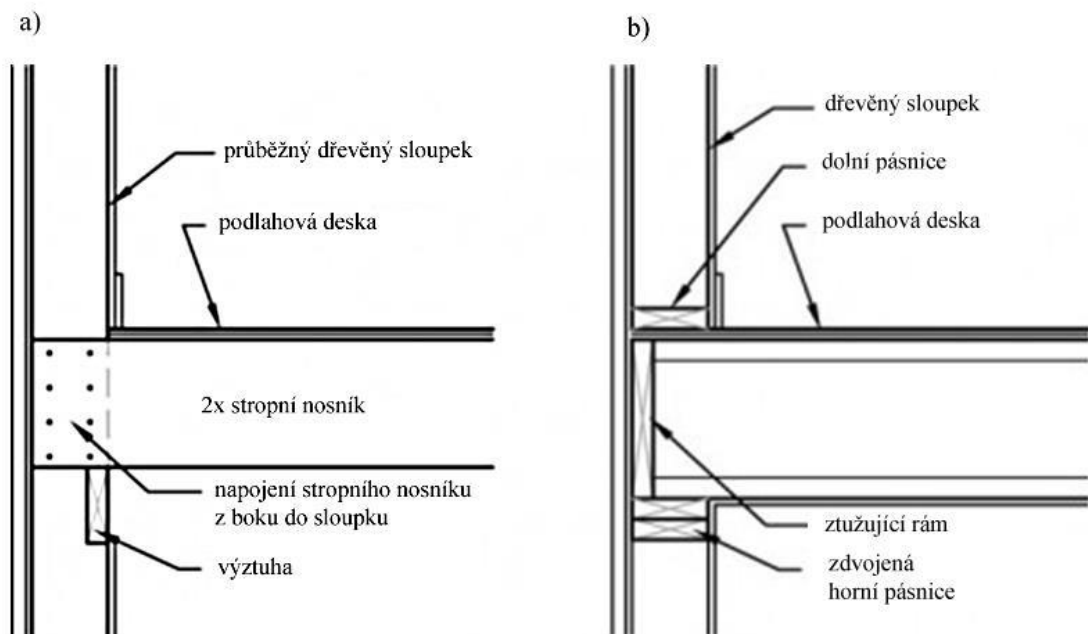 a)
průběžný dřevěný sloupek
podlahová deska
2x stropní nosník
napojení stropního nosníku
z boku do sloupku
výztuha
b)
dřevěný sloupek
dolní pásnice
podlahová deska
ztužující rám
zdvojená
horní pásnice